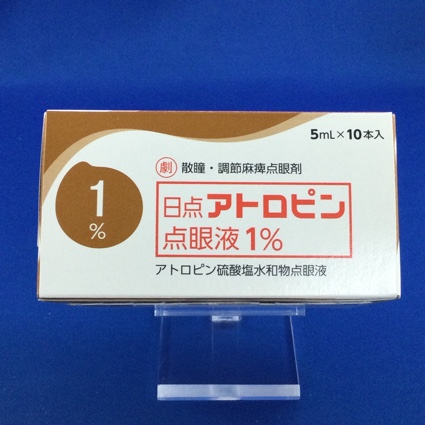 5mL×10本入
劇 散瞳・調節麻痺点眼剤
1
%
日点アトロピン
点眼液1%
アトロピン硫酸塩水和物点眼液